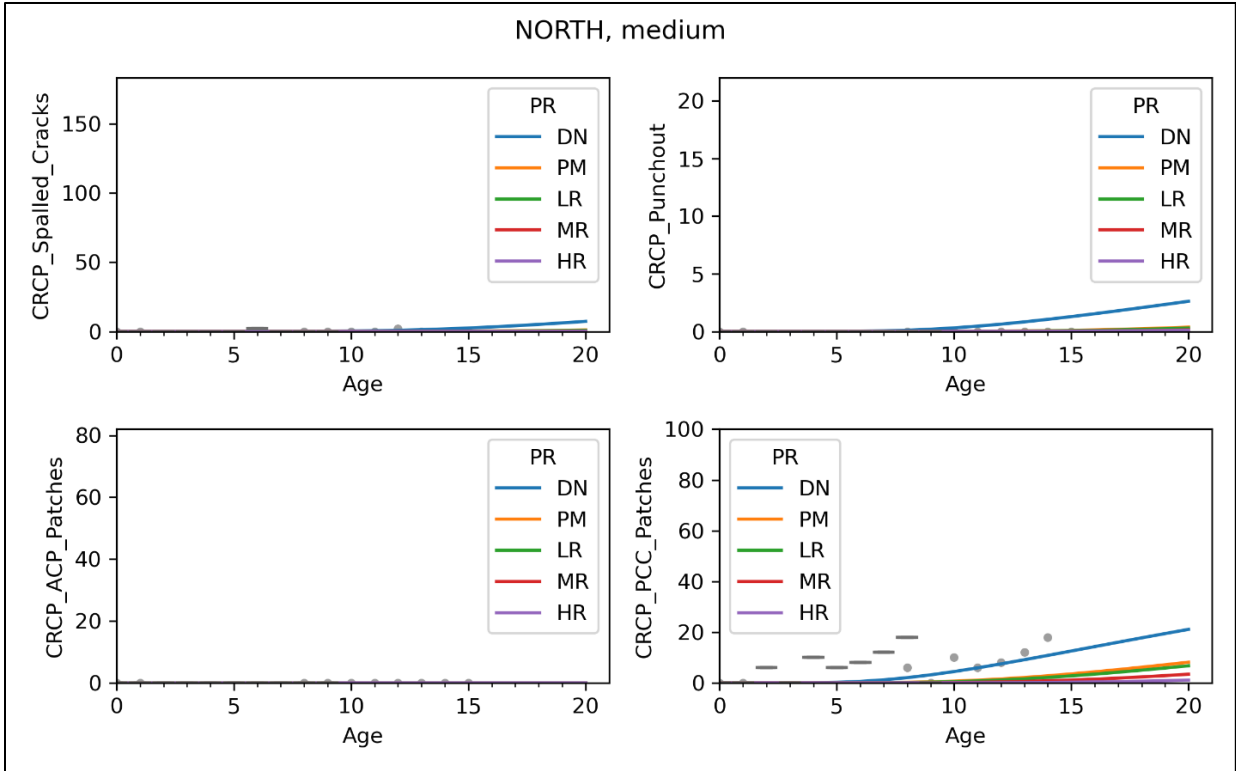 NORTH, medium
CRCP_Spalled_Cracks
150
100
50
0
0 5 10 15 20
Age
PR
DN
PM
LR
MR
HR
CRCP_Punchout
20
15
10
5
0
0 5 10 15 20
Age
PR
DN
PM
LR
MR
HR
CRCP_ACP_Patches
80
60
40
20
0
0 5 10 15 20
Age
PR
DN
PM
LR
MR
HR
CRCP_PCC_Patches
100
80
60
40
20
0
0 5 10 15 20
Age
PR
DN
PM
LR
MR
HR